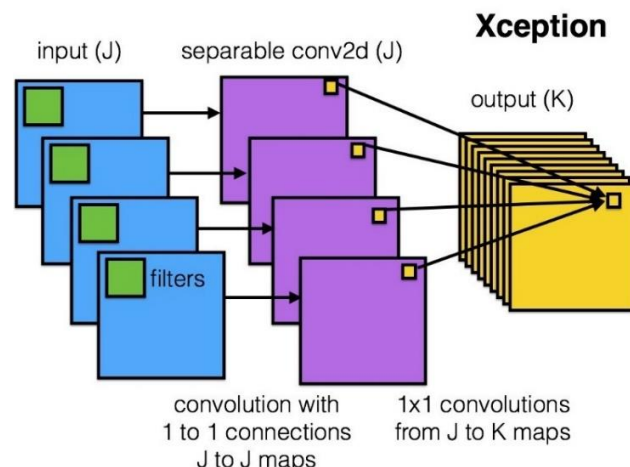 Xception
input (J)
separable conv2d (J)
output (K)
filters
convolution with
1 to 1 connections
J to J maps
1x1 convolutions
from J to K maps